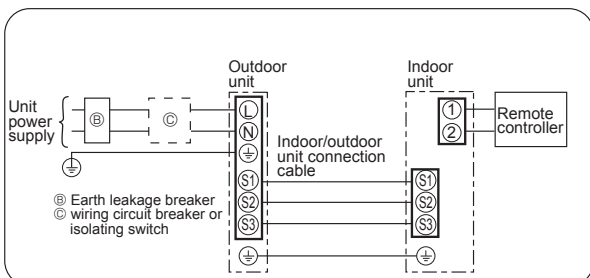 Outdoor
unit
Indoor
unit
Unit
power
supply
Ⓑ
Ⓒ
L
N
S1
S2
S3
Indoor/outdoor
unit connection
cable
1
2
Remote
controller
S1
S2
S3
Ⓑ Earth leakage breaker
Ⓒ wiring circuit breaker or
isolating switch